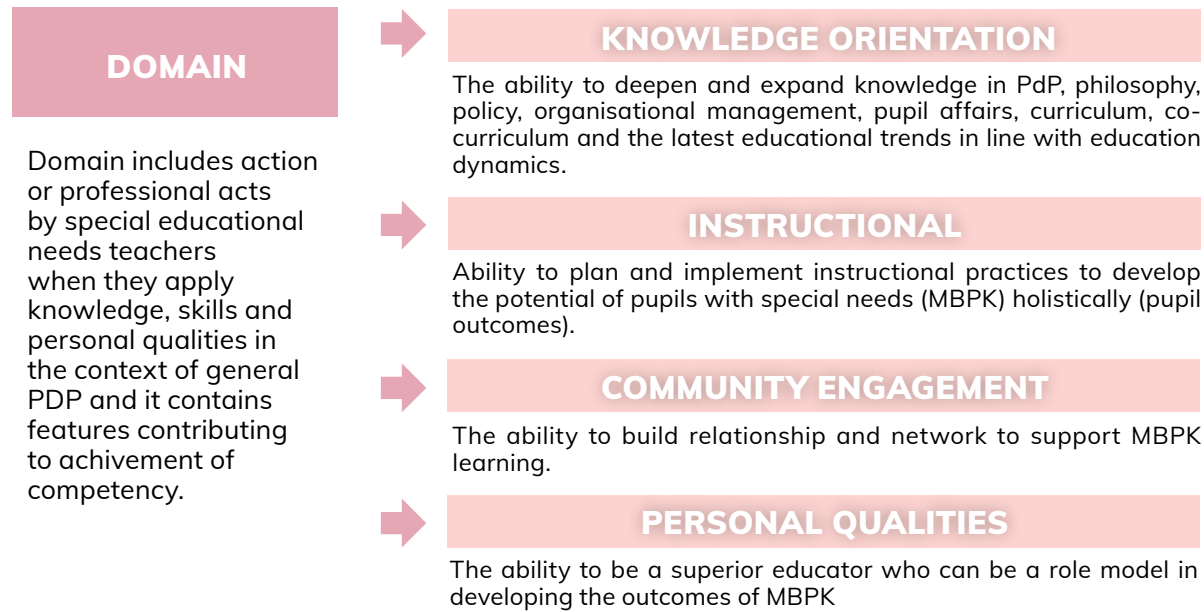 DOMAIN
Domain includes action
or professional acts
by special educational
needs teachers
when they apply
knowledge, skills and
personal qualities in
the context of general
PDP and it contains
features contributing
to achivement of
competency.
KNOWLEDGE ORIENTATION
The ability to deepen and expand knowledge in PdP, philosophy,
policy, organisational management, pupil affairs, curriculum, co-
curriculum and the latest educational trends in line with education
dynamics.
INSTRUCTIONAL
Ability to plan and implement instructional practices to develop
the potential of pupils with special needs (MBPK) holistically (pupil
outcomes).
COMMUNITY ENGAGEMENT
The ability to build relationship and network to support MBPK
learning.
PERSONAL QUALITIES
The ability to be a superior educator who can be a role model in
developing the outcomes of MBPK